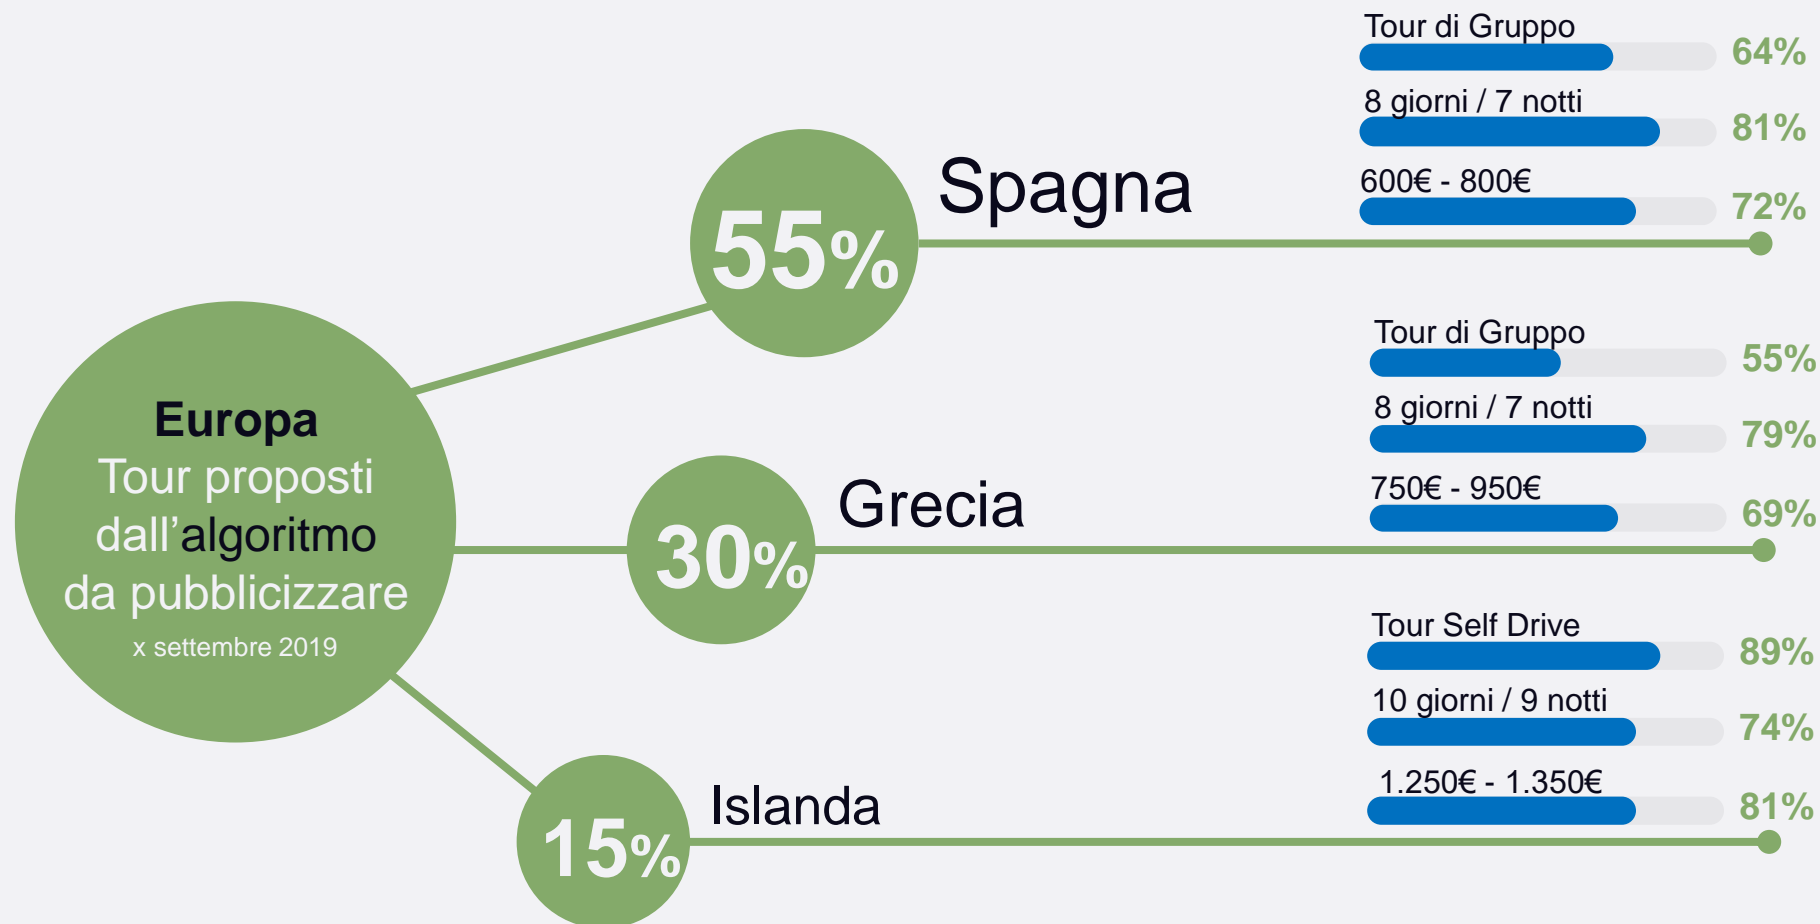 Europa
Tour proposti
dall'algoritmo
da pubblicizzare
x settembre 2019
55%
Spagna
Tour di Gruppo
64%
8 giorni / 7 notti
81%
600€ - 800€
72%
30%
Grecia
Tour di Gruppo
55%
8 giorni / 7 notti
79%
750€ - 950€
69%
15%
Islanda
Tour Self Drive
89%
10 giorni / 9 notti
74%
1.250€ - 1.350€
81%